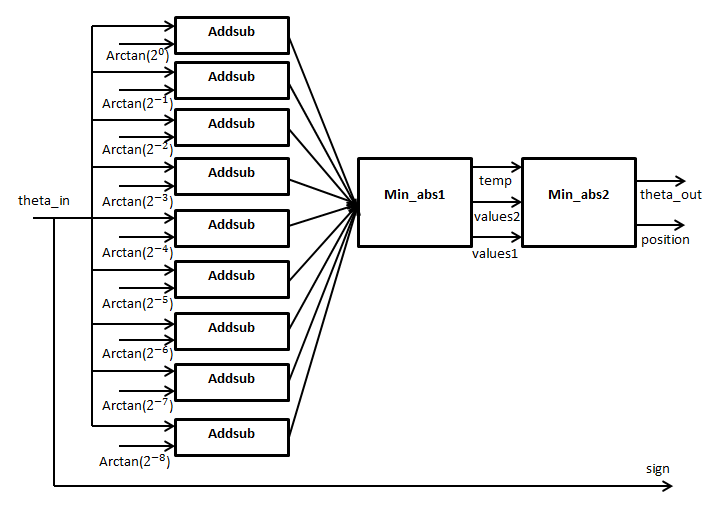 Addsub
Arctan(2⁰)
Addsub
Arctan(2⁻¹)
Addsub
Arctan(2⁻²)
Addsub
Arctan(2⁻³)
theta_in
Addsub
Arctan(2⁻⁴)
Addsub
Arctan(2⁻⁵)
Addsub
Arctan(2⁻⁶)
Addsub
Arctan(2⁻⁷)
Addsub
Arctan(2⁻⁸)
Min_abs1
temp
values2
values1
Min_abs2
theta_out
position
sign